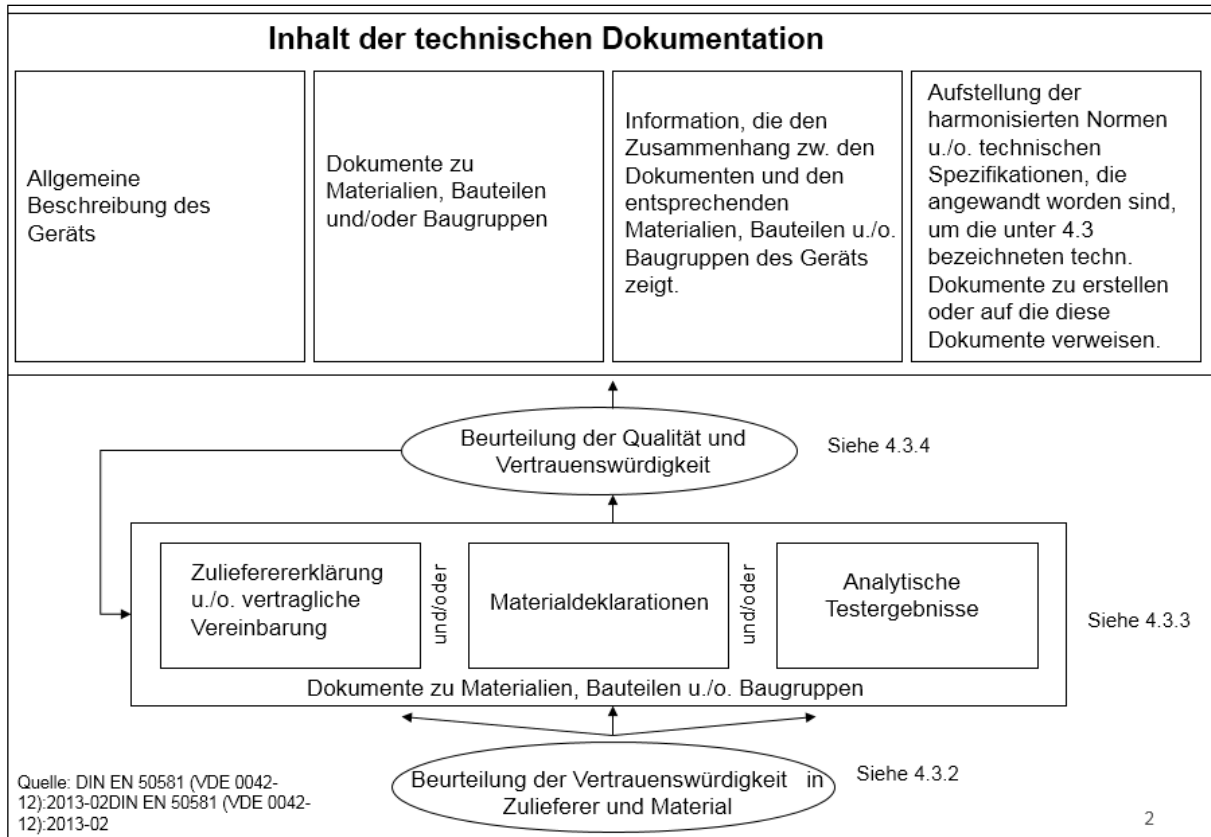 Inhalt der technischen Dokumentation
Allgemeine
Beschreibung des
Geräts
Dokumente zu
Materialien, Bauteilen
und/oder Baugruppen
Information, die den
Zusammenhang zw. den
Dokumenten und den
entsprechenden
Materialien, Bauteilen u./o.
Baugruppen des Geräts
zeigt.
Aufstellung der
harmonisierten Normen
u./o. technischen
Spezifikationen, die
angewandt worden sind,
um die unter 4.3
bezeichneten techn.
Dokumente zu erstellen
oder auf die diese
Dokumente verweisen.
Beurteilung der Qualität und
Vertrauenswürdigkeit
Siehe 4.3.4
Zulieferererklärung
u./o. vertragliche
Vereinbarung
und/oder
Materialdeklarationen
und/oder
Analytische
Testergebnisse
Siehe 4.3.3
Dokumente zu Materialien, Bauteilen u./o. Baugruppen
Beurteilung der Vertrauenswürdigkeit in
Zulieferer und Material
Siehe 4.3.2
Quelle: DIN EN 50581 (VDE 0042-
12):2013-02DIN EN 50581 (VDE 0042-
12):2013-02
2